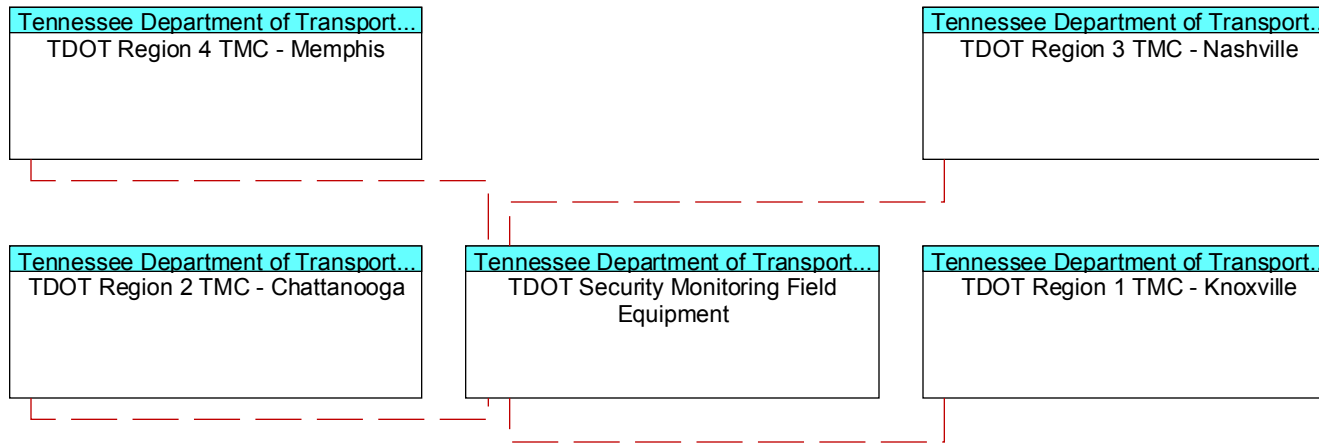 Tennessee Department of Transport...
TDOT Region 4 TMC - Memphis
Tennessee Department of Transport...
TDOT Region 3 TMC - Nashville
Tennessee Department of Transport...
TDOT Region 2 TMC - Chattanooga
Tennessee Department of Transport...
TDOT Security Monitoring Field
Equipment
Tennessee Department of Transport...
TDOT Region 1 TMC - Knoxville